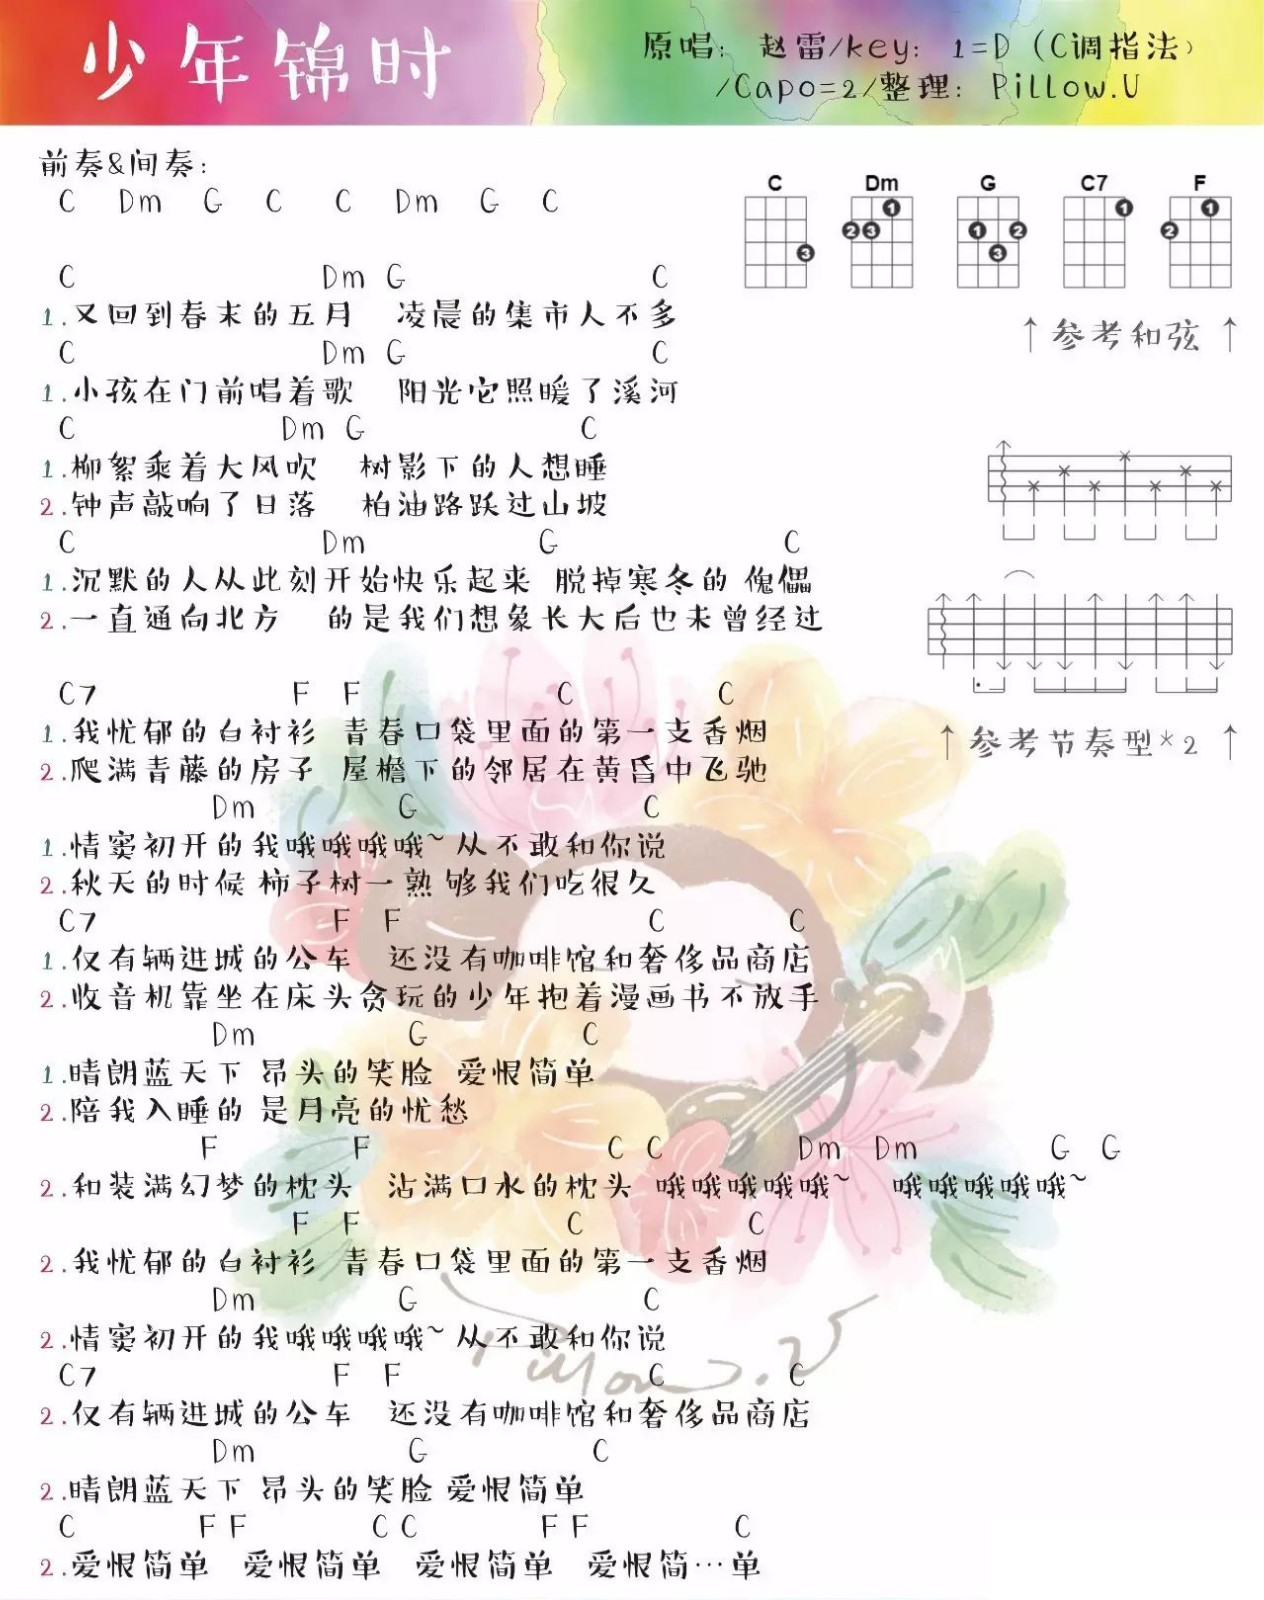 少年锦时
原唱：赵雷/key：1=D（C调指法）
/Capo=2/整理：Pillow.U
前奏&间奏：
C Dm G C C Dm G C
C Dm G C7 F
1
2 3
1 2
3
1
1
2
3
↑参考和弦↑
C Dm G C
1.又回到春末的五月 凌晨的集市人不多
C Dm G C
1.小孩在门前唱着歌 阳光它照暖了溪河
C Dm G C
1.柳絮乘着大风吹 树影下的人想睡
2.钟声敲响了日落 柏油路跃过山坡
C Dm G C
1.沉默的人从此刻开始快乐起来 脱掉寒冬的 傀儡
2.一直通向北方 的是我们想象长大后也未曾经过
↑参考节奏型*2↑
C7 F F C C
1.我忧郁的白衬衫 青春口袋里面的第一支香烟
2.爬满青藤的房子 屋檐下的邻居在黄昏中飞驰
Dm G C
1.情窦初开的我哦哦哦哦~从不敢和你说
2.秋天的时候 柿子树一熟 够我们吃很久
C7 F F C C
1.仅有辆进城的公车 还没有咖啡馆和奢侈品商店
2.收音机靠坐在床头贪玩的少年抱着漫画书不放手
Dm G C
1.晴朗蓝天下 昂头的笑脸 爱恨简单
2.陪我入睡的 是月亮的忧愁
F F C C Dm Dm G G
2.和装满幻梦的枕头 沾满口水的枕头 哦哦哦哦哦~ 哦哦哦哦哦~
F F C C
2.我忧郁的白衬衫 青春口袋里面的第一支香烟
Dm G C
2.情窦初开的我哦哦哦哦~从不敢和你说
C7 F F C C
2.仅有辆进城的公车 还没有咖啡馆和奢侈品商店
Dm G C
2.晴朗蓝天下 昂头的笑脸 爱恨简单
C F F C C F F C
2.爱恨简单 爱恨简单 爱恨简单 爱恨简…单
Pillow.U